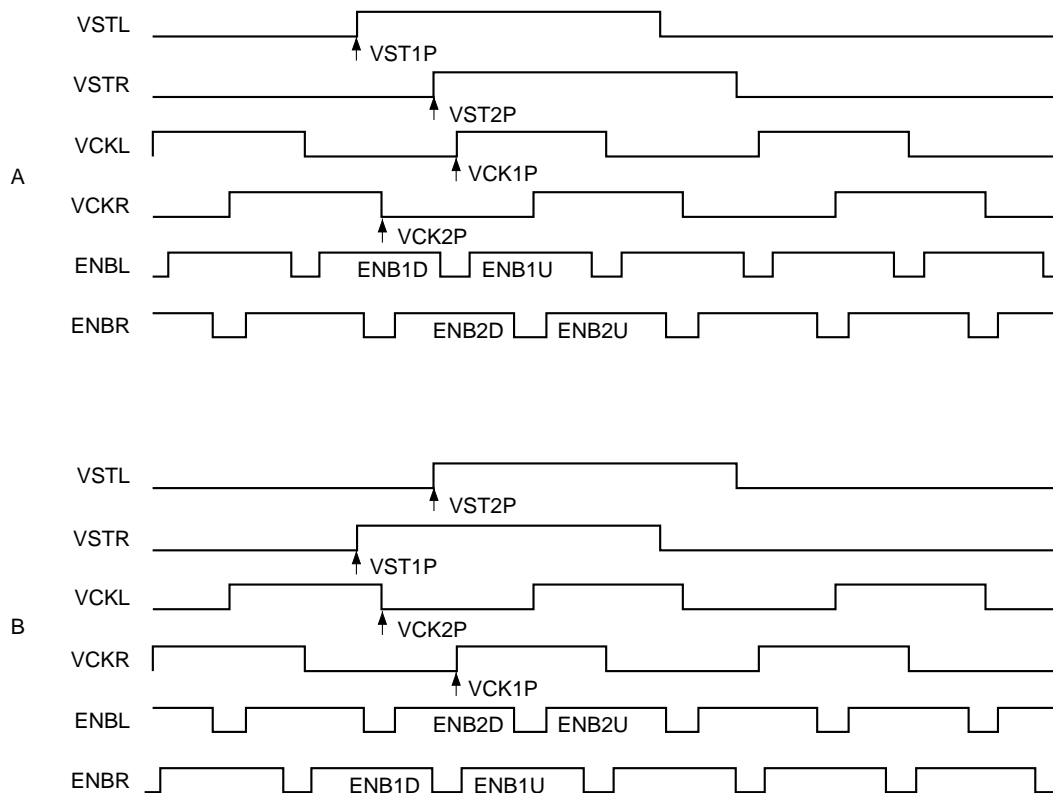 VSTL
VST1P
VSTR
VST2P
VCKL
VCK1P
A
VCKR
VCK2P
ENBL ENB1D ENB1U
ENBR ENB2D ENB2U
VSTL
VST2P
VSTR
VST1P
VCKL
VCK2P
B
VCKR
VCK1P
ENBL ENB2D ENB2U
ENBR ENB1D ENB1U